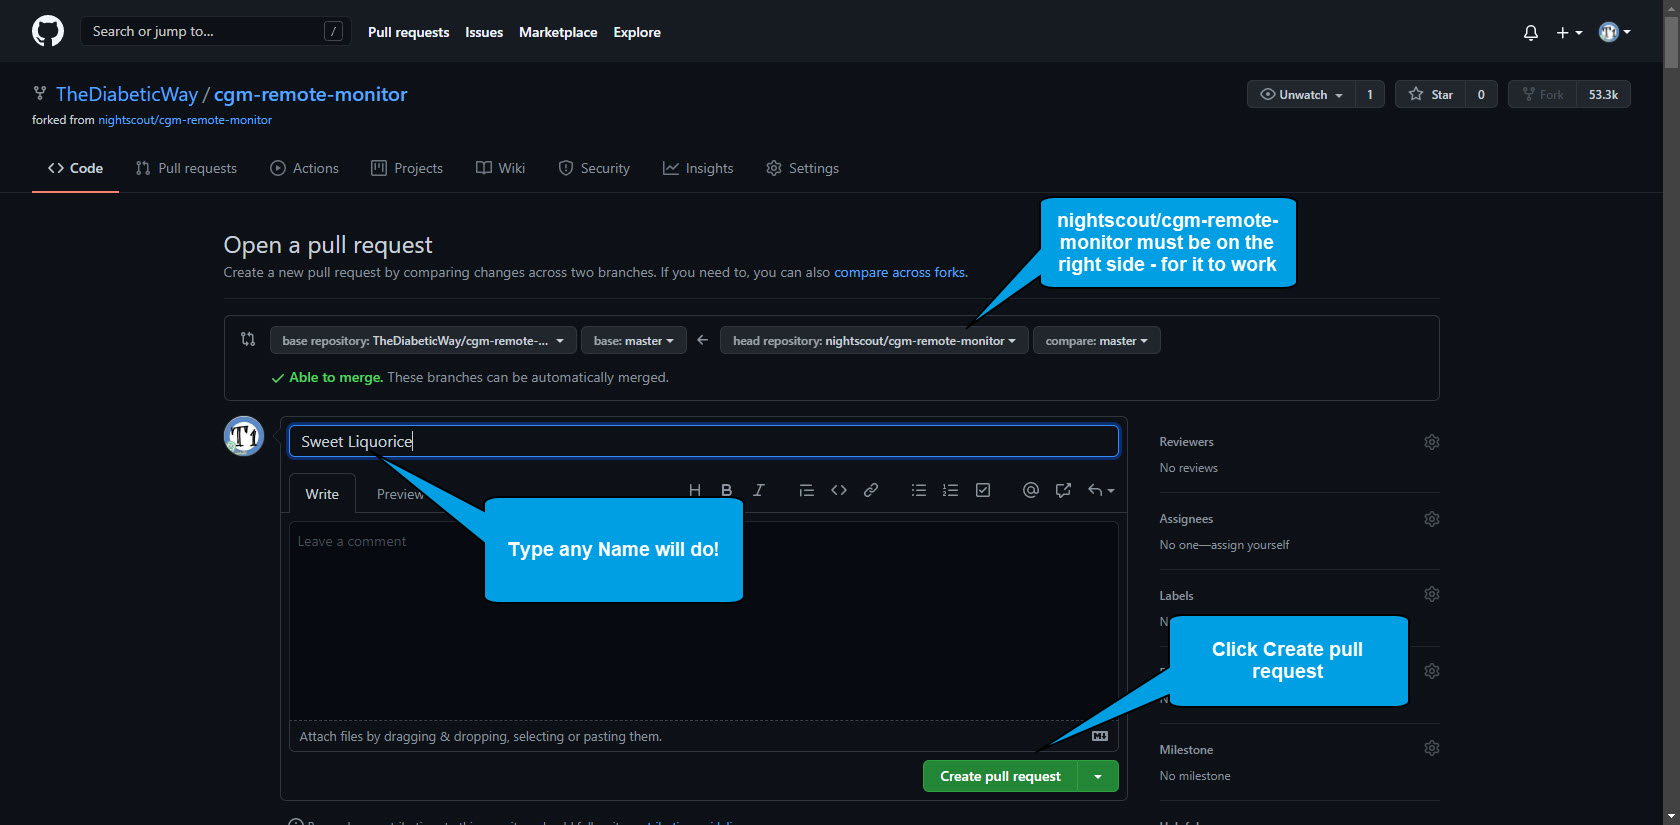 Search or jump to... /
Pull requests Issues Marketplace Explore
TheDiabeticWay / cgm-remote-monitor
forked from nightscout/cgm-remote-monitor
Unwatch 1
Star 0
Fork 53.3k
Code Pull requests Actions Projects Wiki Security Insights Settings
nightscout/cgm-remote-
monitor must be on the
right side - for it to work
Open a pull request
Create a new pull request by comparing changes across two branches. If you need to, you can also compare across forks.
base repository: TheDiabeticWay/cgm-remote-... base: master head repository: nightscout/cgm-remote-monitor compare: master
Able to merge. These branches can be automatically merged.
T1
Sweet Liquorice
Write Preview H B I
Type any Name will do!
Leave a comment
Attach files by dragging & dropping, selecting or pasting them.
Create pull request
Reviewers
No reviews
Assignees
No one—assign yourself
Labels
Click Create pull
request
Milestone
No milestone